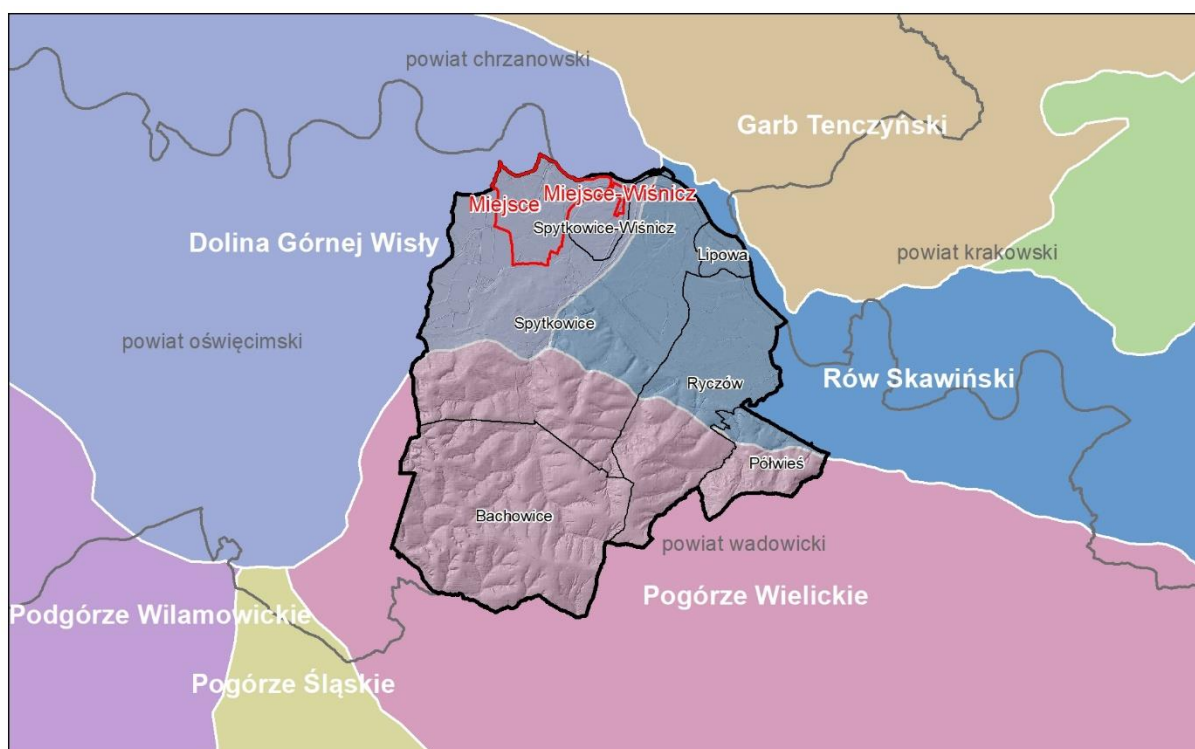 powiat chrzanowski
Garb Tenczyński
Miejsce-Wiśnicz
Miejsce
Spytkowice-Wiśnicz
Dolina Górnej Wisły
Lipowa
powiat krakowski
Spytkowice
powiat oświęcimski
Rów Skawiński
Ryczów
Półwieś
Bachowice
powiat wadowicki
Pogórze Wielickie
Podgórze Wilamowickie
Pogórze Śląskie